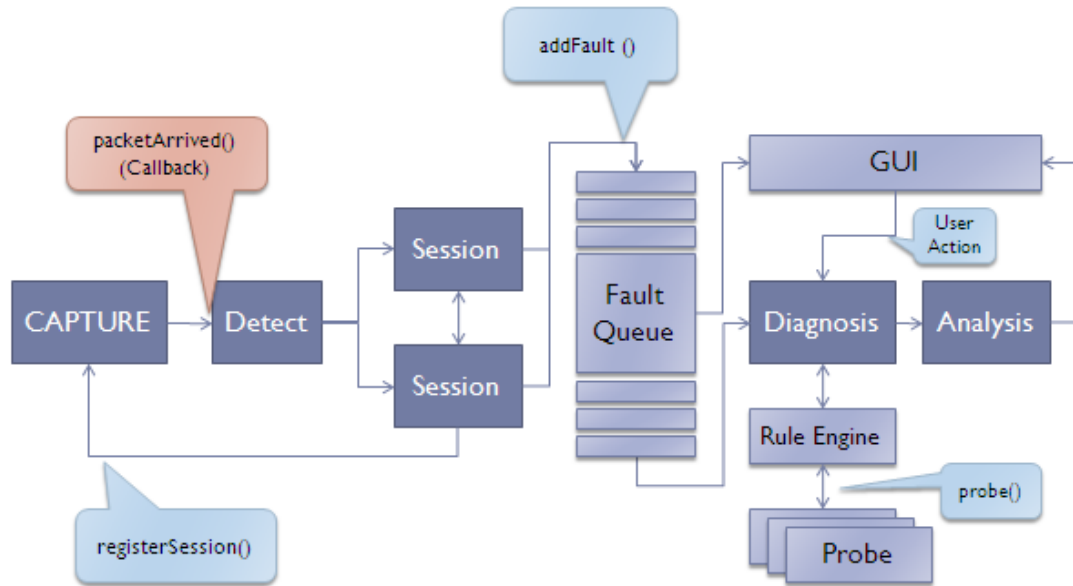 addFault ()
packetArrived()
(Callback)
GUI
User
Action
Session
CAPTURE
Detect
Fault
Queue
Diagnosis
Analysis
Session
Rule Engine
probe()
registerSession()
Probe